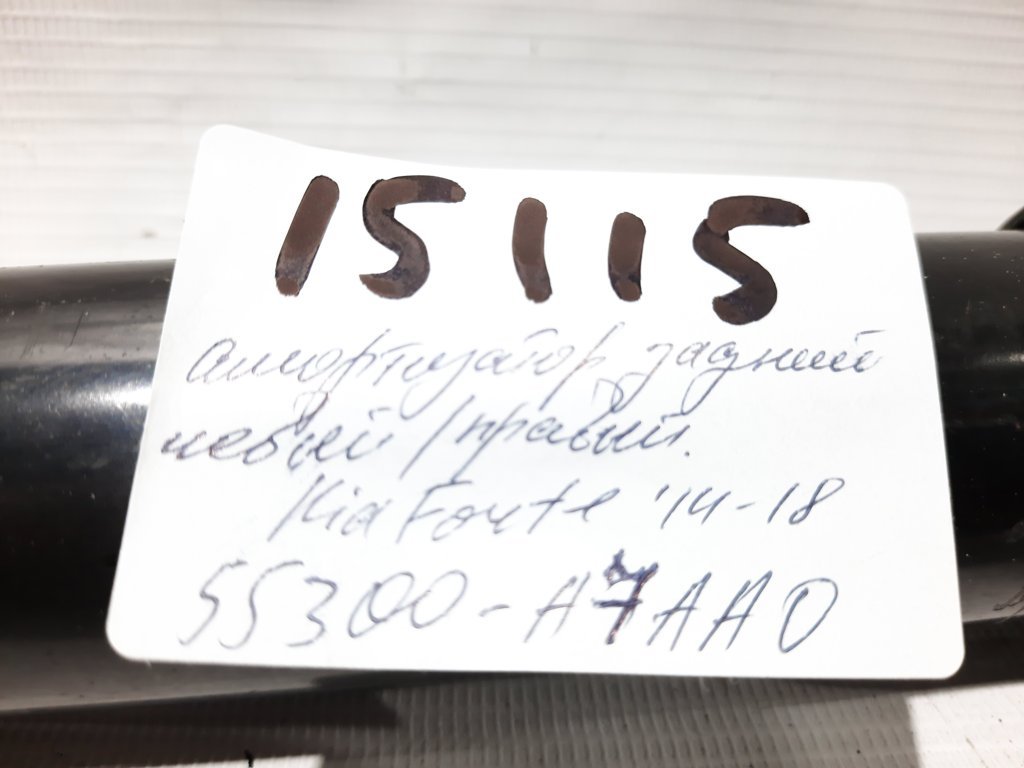 15115
амортизатор задний
левый/правый.
Kia Forte '14-18
55300-A7AA0